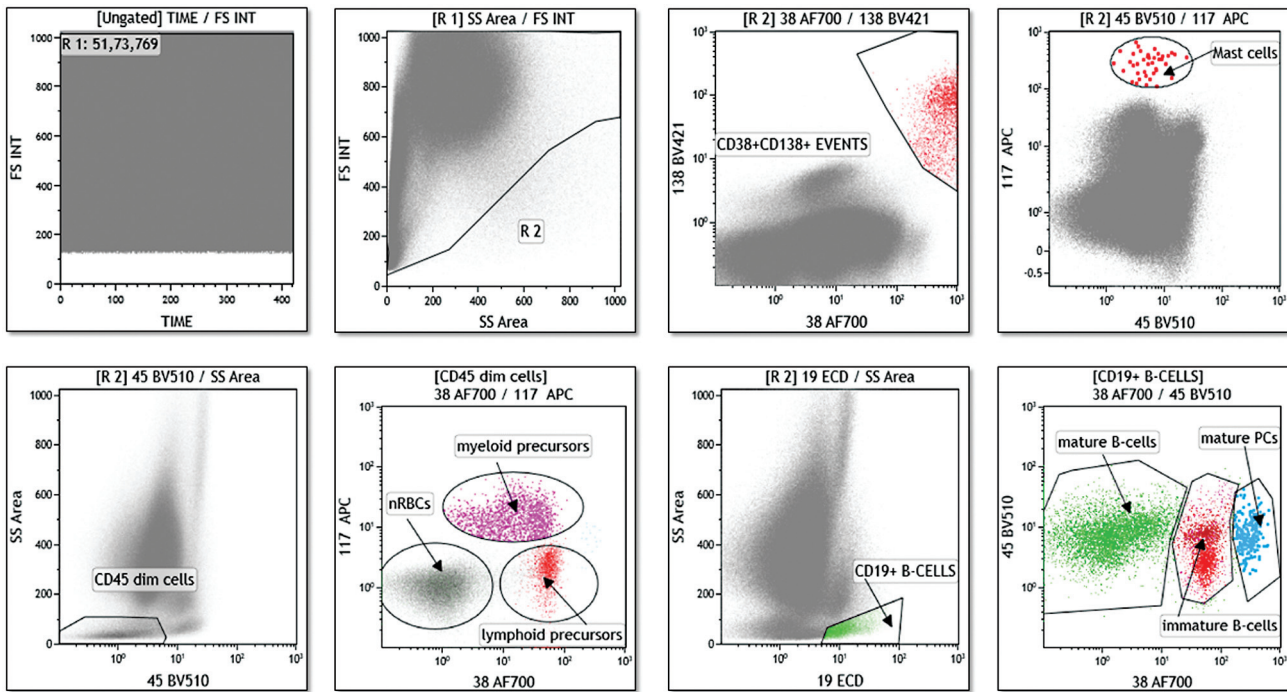 [Ungated] TIME / FS INT
R 1: 51,73,769
FS INT
1000
800
600
400
200
0
0 100 200 300 400
TIME
[R 1] SS Area / FS INT
FS INT
1000
800
600
400
200
0
R 2
0 200 400 600 800 1000
SS Area
[R 2] 38 AF700 / 138 BV421
138 BV421
10³
10²
10¹
10⁰
CD38+CD138+ EVENTS
10⁰ 10¹ 10² 10³
38 AF700
[R 2] 45 BV510 / 117 APC
117 APC
10³
10²
10¹
10⁰
0
-0.5
Mast cells
10⁰ 10¹ 10² 10³
45 BV510
[R 2] 45 BV510 / SS Area
SS Area
1000
800
600
400
200
0
CD45 dim cells
10⁰ 10¹ 10² 10³
45 BV510
[CD45 dim cells]
38 AF700 / 117 APC
117 APC
10³
10²
10¹
10⁰
myeloid precursors
nRBCs
lymphoid precursors
10⁰ 10¹ 10² 10³
38 AF700
[R 2] 19 ECD / SS Area
SS Area
1000
800
600
400
200
0
CD19+ B-CELLS
10⁰ 10¹ 10² 10³
19 ECD
[CD19+ B-CELLS]
38 AF700 / 45 BV510
45 BV510
10³
10²
10¹
10⁰
mature B-cells
mature PCs
immature B-cells
10⁰ 10¹ 10² 10³
38 AF700